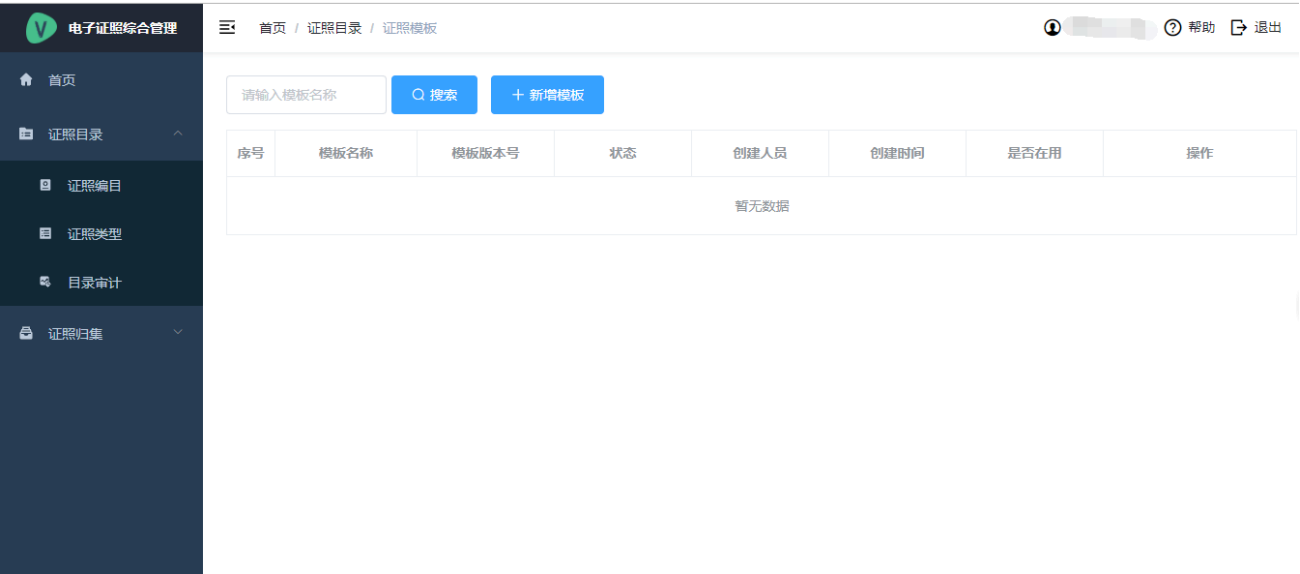 电子证照综合管理
首页 / 证照目录 / 证照模板
帮助 退出
首页
证照目录
证照编目
证照类型
目录审计
证照归集
请输入模板名称 搜索 + 新增模板
序号 模板名称 模板版本号 状态 创建人员 创建时间 是否在用 操作
暂无数据